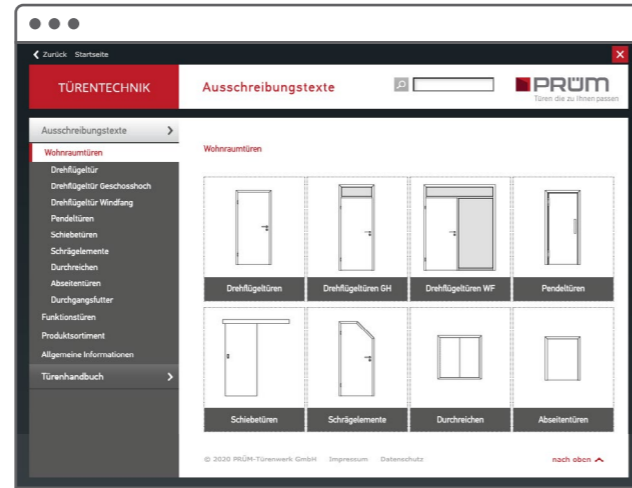 Zurück Startseite
TÜRENTECHNIK
Ausschreibungstexte
PRÜM
Türen die zu Ihnen passen
Ausschreibungstexte
Wohnraumtüren
Drehflügeltür
Drehflügeltür Geschosshoch
Drehflügeltür Windfang
Pendeltüren
Schiebetüren
Schrägelemente
Durchreichen
Abseitentüren
Durchgangsfutter
Funktionstüren
Produktsortiment
Allgemeine Informationen
Türenhandbuch
Wohnraumtüren
Drehflügeltüren Drehflügeltüren GH Drehflügeltüren WF Pendeltüren
Schiebetüren Schrägelemente Durchreichen Abseitentüren
© 2020 PRÜM-Türenwerk GmbH Impressum Datenschutz nach oben